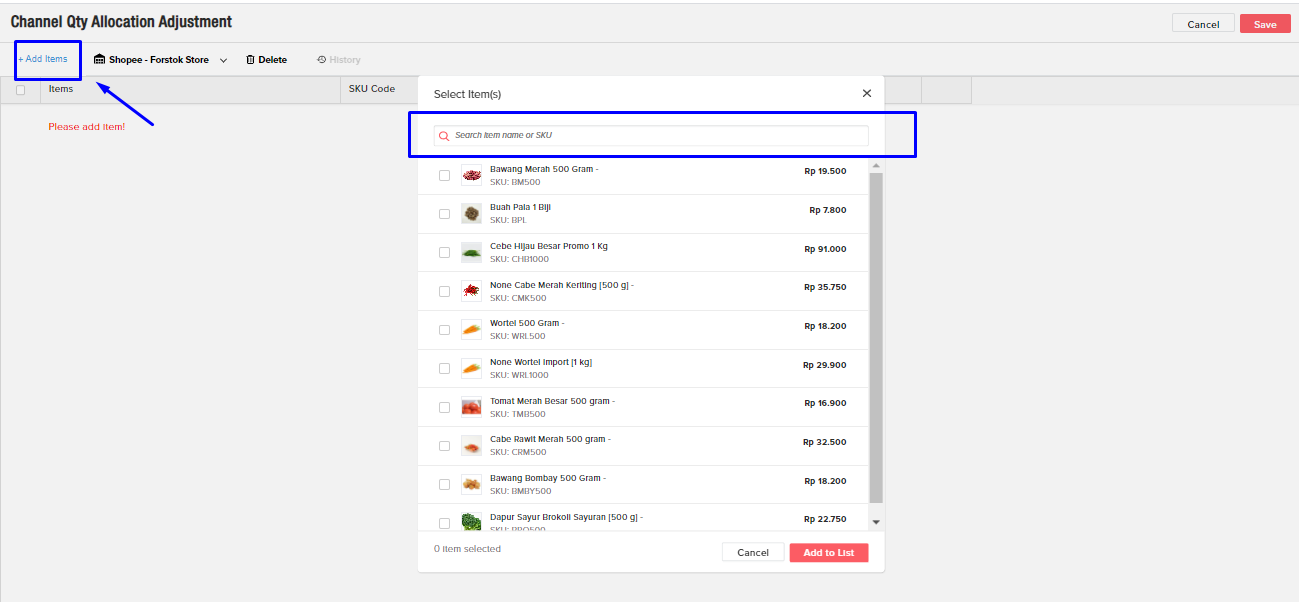 Channel Qty Allocation Adjustment
Cancel
Save
+ Add Items
Shopee - Forstok Store
Delete
History
Items
SKU Code
Please add item!
Select Item(s)
Search item name or SKU
Bawang Merah 500 Gram -
Rp 19.500
SKU: BM500
Buah Pala 1 Biji
Rp 7.800
SKU: BPL
Cebe Hijau Besar Promo 1 Kg
Rp 91.000
SKU: CHB1000
None Cabe Merah Keriting [500 g] -
Rp 35.750
SKU: CMK500
Wortel 500 Gram -
Rp 18.200
SKU: WRL500
None Wortel Import [1 kg]
Rp 29.900
SKU: WRL1000
Tomat Merah Besar 500 gram -
Rp 16.900
SKU: TMB500
Cabe Rawit Merah 500 gram -
Rp 32.500
SKU: CRM500
Bawang Bombay 500 Gram -
Rp 18.200
SKU: BMBY500
Dapur Sayur Brokoli Sayuran [500 g] -
Rp 22.750
SKU: BRO500
0 item selected
Cancel
Add to List